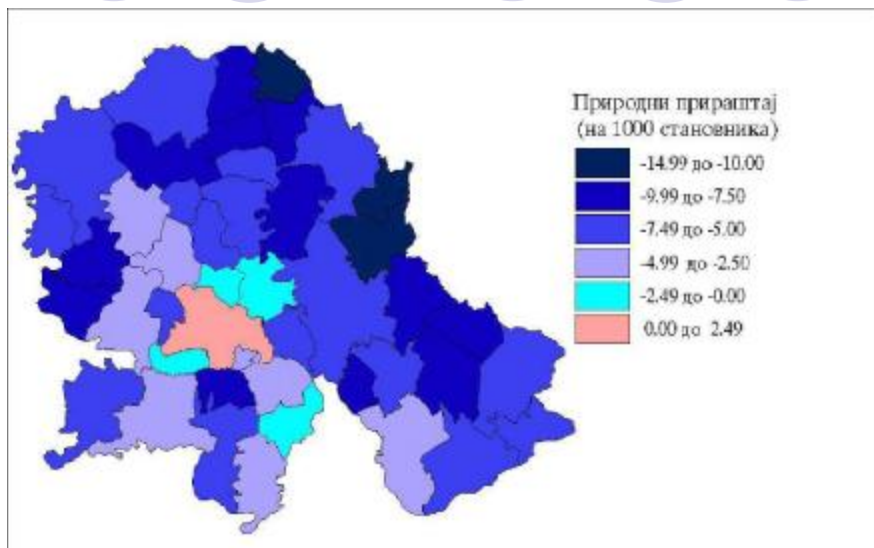 Природни прираштај
(на 1000 становника)
-14.99 до -10.00
-9.99 до -7.50
-7.49 до -5.00
-4.99 до -2.50
-2.49 до -0.00
0.00 до 2.49